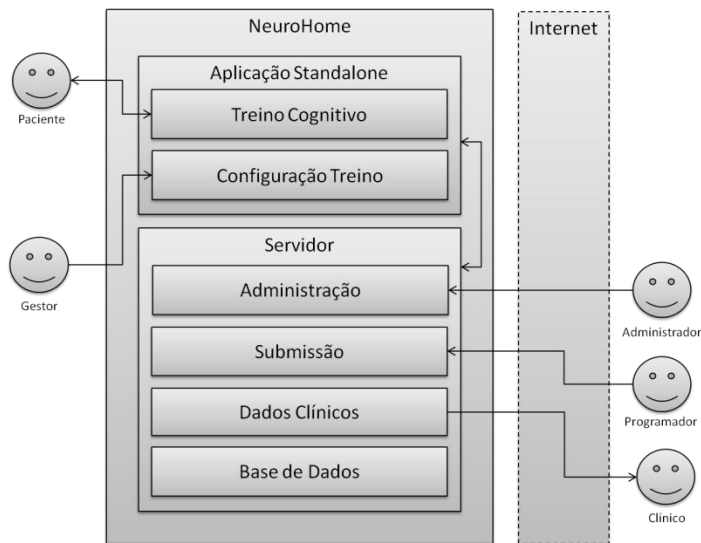 NeuroHome
Internet
Aplicação Standalone
Paciente
Treino Cognitivo
Configuração Treino
Servidor
Gestor
Administração
Administrador
Submissão
Programador
Dados Clínicos
Base de Dados
Clínico